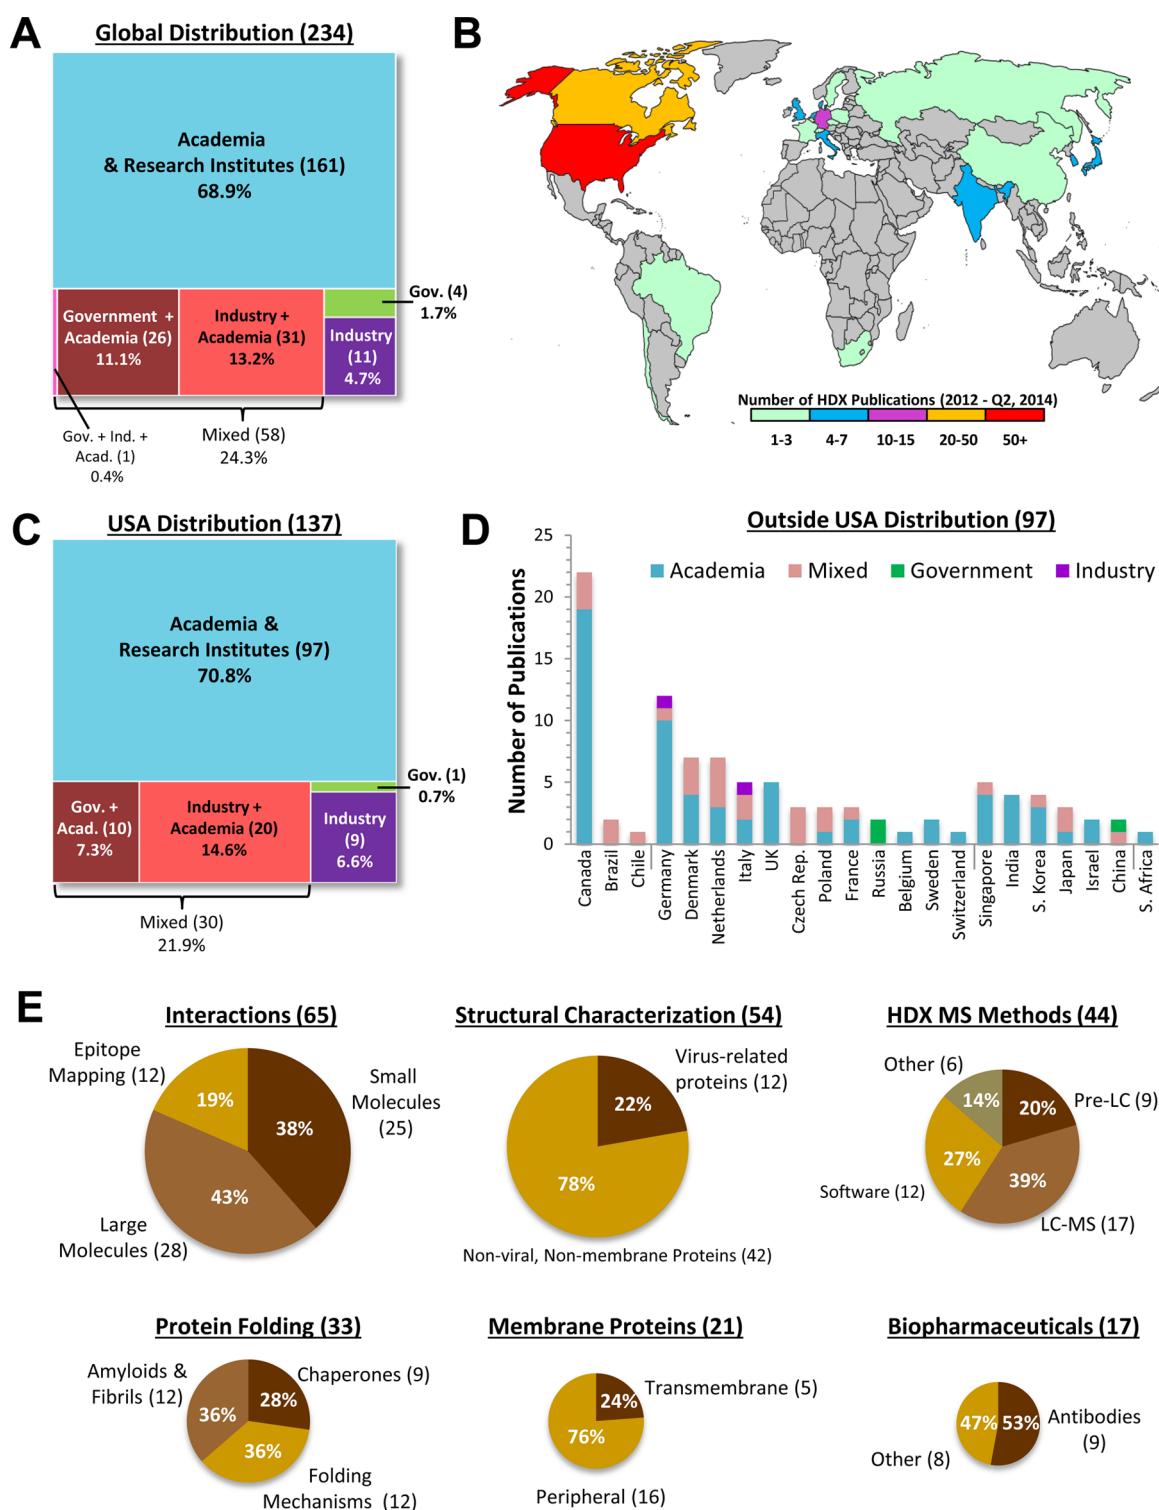 A
Global Distribution (234)
Academia
& Research Institutes (161)
68.9%
Government +
Academia (26)
11.1%
Industry +
Academia (31)
13.2%
Gov. (4)
1.7%
Industry
(11)
4.7%
Gov. + Ind. +
Acad. (1)
0.4%
Mixed (58)
24.3%
B
Number of HDX Publications (2012 - Q2, 2014)
1-3 4-7 10-15 20-50 50+
C
USA Distribution (137)
Academia &
Research Institutes (97)
70.8%
Gov. +
Acad. (10)
7.3%
Industry +
Academia (20)
14.6%
Gov. (1)
0.7%
Industry
(9)
6.6%
Mixed (30)
21.9%
D
Outside USA Distribution (97)
Academia Mixed Government Industry
Number of Publications
25
20
15
10
5
0
Canada
Brazil
Chile
Germany
Denmark
Netherlands
Italy
UK
Czech Rep.
Poland
France
Russia
Belgium
Sweden
Switzerland
Singapore
India
S. Korea
Japan
Israel
China
S. Africa
E
Interactions (65)
Epitope
Mapping (12)
19%
Small
Molecules
(25)
38%
43%
Large
Molecules (28)
Structural Characterization (54)
Virus-related
proteins (12)
22%
78%
Non-viral, Non-membrane Proteins (42)
HDX MS Methods (44)
Other (6)
14%
20%
Pre-LC (9)
27%
39%
Software (12)
LC-MS (17)
Protein Folding (33)
Amyloids &
Fibrils (12)
Chaperones (9)
28%
36%
36%
Folding
Mechanisms (12)
Membrane Proteins (21)
Transmembrane (5)
24%
76%
Peripheral (16)
Biopharmaceuticals (17)
47%
53%
Antibodies
(9)
Other (8)